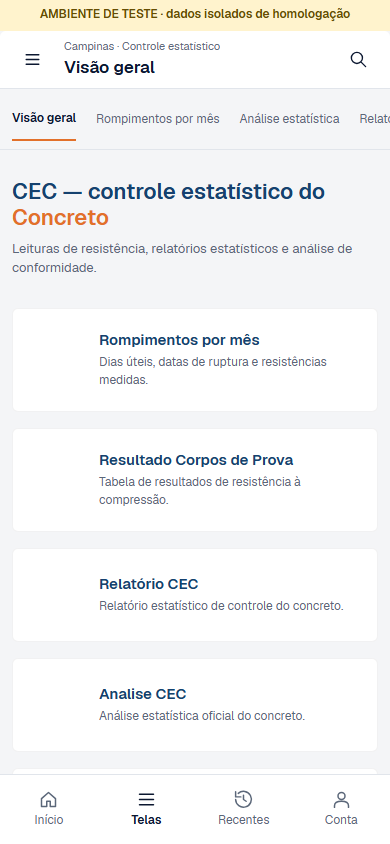 AMBIENTE DE TESTE · dados isolados de homologação
Campinas · Controle estatístico
Visão geral
Visão geral Rompimentos por mês Análise estatística Relato
CEC — controle estatístico do
Concreto
Leituras de resistência, relatórios estatísticos e análise de
conformidade.
Rompimentos por mês
Dias úteis, datas de ruptura e resistências
medidas.
Resultado Corpos de Prova
Tabela de resultados de resistência à
compressão.
Relatório CEC
Relatório estatístico de controle do concreto.
Analise CEC
Análise estatística oficial do concreto.
Início Telas Recentes Conta